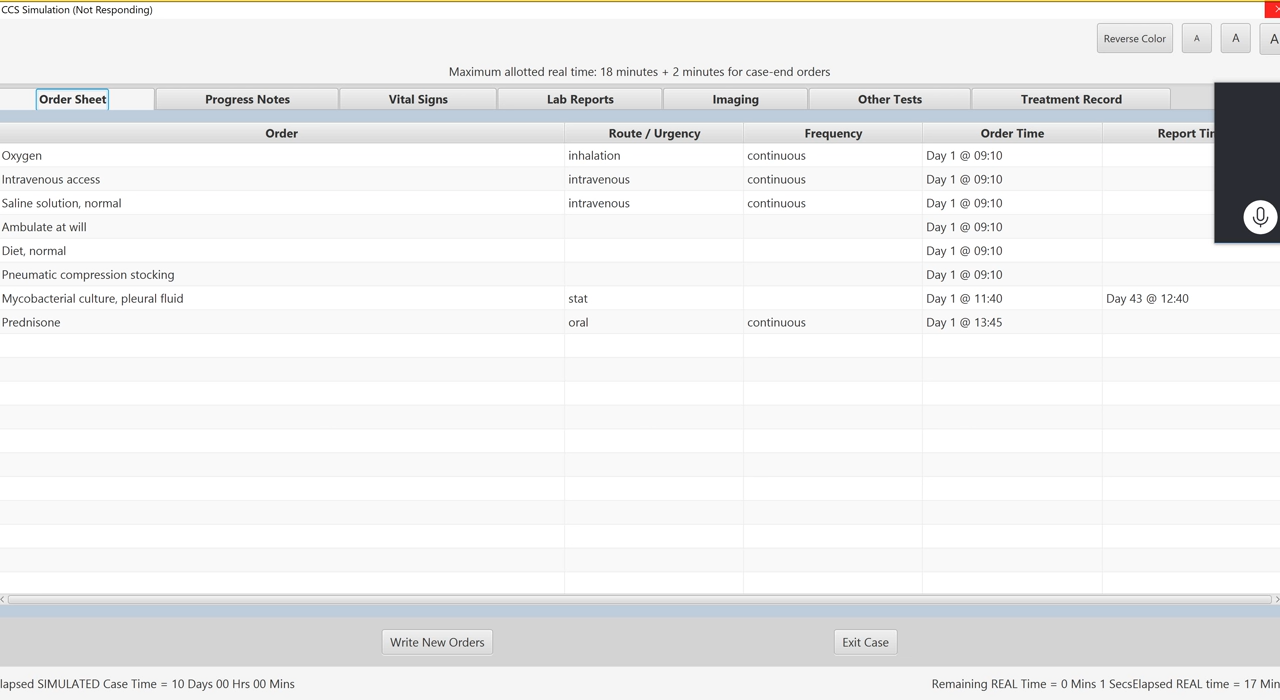 CCS Simulation (Not Responding)
Reverse Color A A A
Maximum allotted real time: 18 minutes + 2 minutes for case-end orders
Order Sheet Progress Notes Vital Signs Lab Reports Imaging Other Tests Treatment Record
Order Route / Urgency Frequency Order Time Report Tir
Oxygen inhalation continuous Day 1 @ 09:10
Intravenous access intravenous continuous Day 1 @ 09:10
Saline solution, normal intravenous continuous Day 1 @ 09:10
Ambulate at will Day 1 @ 09:10
Diet, normal Day 1 @ 09:10
Pneumatic compression stocking Day 1 @ 09:10
Mycobacterial culture, pleural fluid stat Day 1 @ 11:40 Day 43 @ 12:40
Prednisone oral continuous Day 1 @ 13:45
Write New Orders Exit Case
lapsed SIMULATED Case Time = 10 Days 00 Hrs 00 Mins Remaining REAL Time = 0 Mins 1 SecsElapsed REAL time = 17 Min